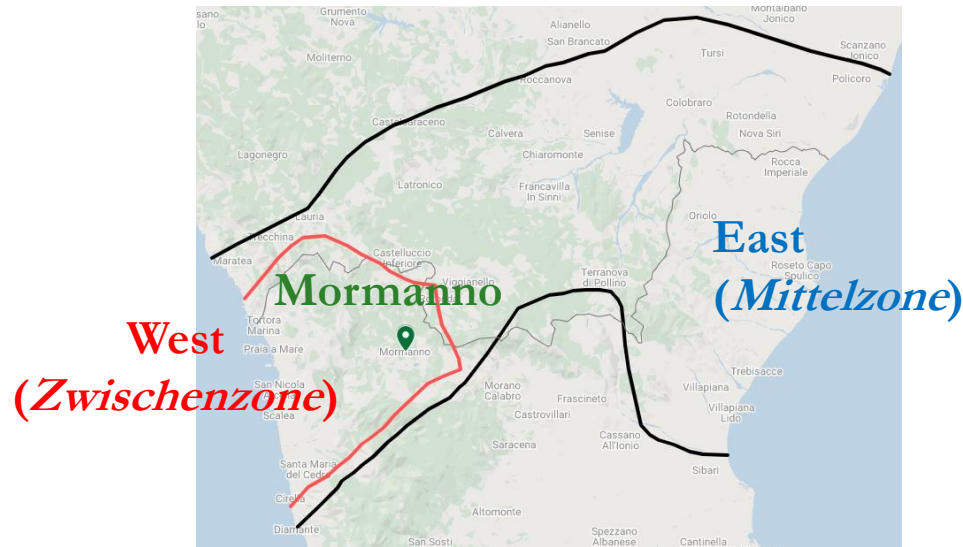 Grumento
Nova
Montalbano
Jonico
Alianello
San Brancato
Scanzano
Ionico
Tursi
Moliterno
Policoro
Roccanova
Colobraro
Rotondella
Castelsaraceno
Calvera
Senise
Nova Siri
Lagonegro
Chiaromonte
Rocca
Imperiale
Latronico
Francavilla
In Sinni
Lauria
Oriolo
Trecchina
East
Maratea
Castelluccio
Inferiore
Roseto Capo
Spulico
Viggianello
Terranova
di Pollino
Mormanno
(Mittelzone)
Tortora
Marina
West
Praia a Mare
Mormanno
Trebisacce
(Zwischenzone)
San Nicola
Scalea
Morano
Calabro
Frascineto
Villapiana
Villapiana
Lido
Castrovillari
Cassano
All'Ionio
Saracena
Santa Maria
del Cedro
Sibari
Cirella
Altomonte
Diamante
Spezzano
Albanese
San Sosti
Cantinella